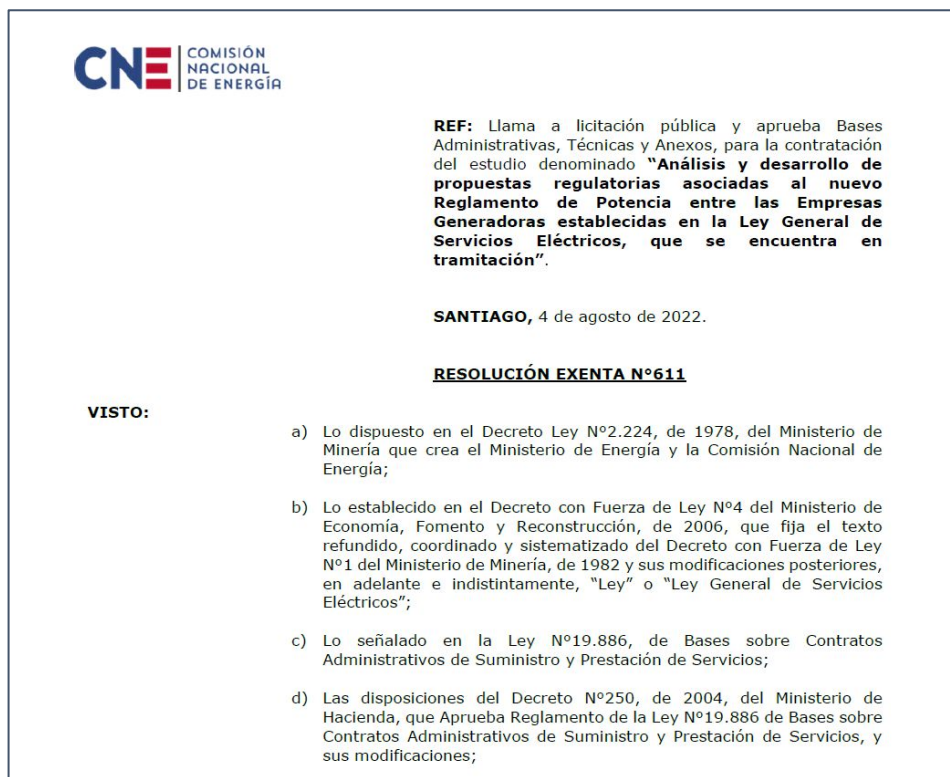 CNE
COMISIÓN
NACIONAL
DE ENERGÍA
REF: Llama a licitación pública y aprueba Bases
Administrativas, Técnicas y Anexos, para la contratación
del estudio denominado “Análisis y desarrollo de
propuestas regulatorias asociadas al nuevo
Reglamento de Potencia entre las Empresas
Generadoras establecidas en la Ley General de
Servicios Eléctricos, que se encuentra en
tramitación”.
SANTIAGO, 4 de agosto de 2022.
RESOLUCIÓN EXENTA N°611
VISTO:
a) Lo dispuesto en el Decreto Ley Nº2.224, de 1978, del Ministerio de
Minería que crea el Ministerio de Energía y la Comisión Nacional de
Energía;
b) Lo establecido en el Decreto con Fuerza de Ley Nº4 del Ministerio de
Economía, Fomento y Reconstrucción, de 2006, que fija el texto
refundido, coordinado y sistematizado del Decreto con Fuerza de Ley
Nº1 del Ministerio de Minería, de 1982 y sus modificaciones posteriores,
en adelante e indistintamente, “Ley” o “Ley General de Servicios
Eléctricos”;
c) Lo señalado en la Ley Nº19.886, de Bases sobre Contratos
Administrativos de Suministro y Prestación de Servicios;
d) Las disposiciones del Decreto Nº250, de 2004, del Ministerio de
Hacienda, que Aprueba Reglamento de la Ley Nº19.886 de Bases sobre
Contratos Administrativos de Suministro y Prestación de Servicios, y
sus modificaciones;